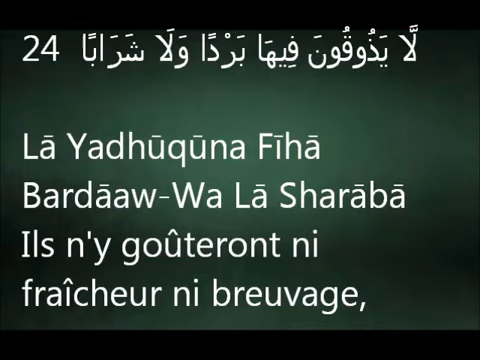 24 لَّا يَذُوقُونَ فِيهَا بَرْدًا وَلَا شَرَابًا
Lā Yadhūqūna Fīhā
Bardāaw-Wa Lā Sharābā
Ils n'y goûteront ni
fraîcheur ni breuvage,